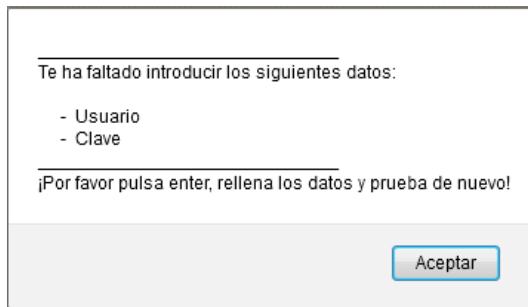 Te ha faltado introducir los siguientes datos:
- Usuario
- Clave
¡Por favor pulsa enter, rellena los datos y prueba de nuevo!
Aceptar